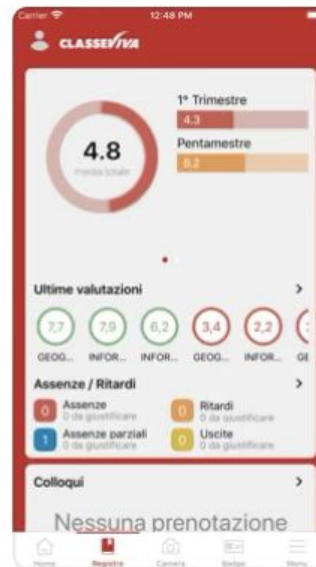 Carrier 12:48 PM
CLASSEVIVA
1° Trimestre
4.3
Pentamestre
5.2
4.8
media totale
Ultime valutazioni
7,7 7,9 6,2 3,4 2,2
GEOG... INFOR... INFOR... GEOG... INFOR... GE
Assenze / Ritardi
0 Assenze 0 Ritardi
0 da giustificare 0 da giustificare
1 Assenze parziali 0 Uscite
0 da giustificare 0 da giustificare
Colloqui
Nessuna prenotazione
Home Registro Camera Badge Menu